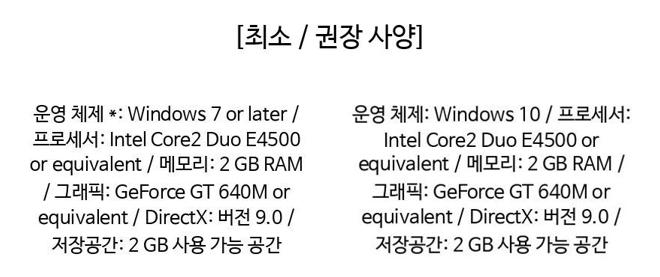 [최소 / 권장 사양]
운영 체제 *: Windows 7 or later /
프로세서: Intel Core2 Duo E4500
or equivalent / 메모리: 2 GB RAM
/ 그래픽: GeForce GT 640M or
equivalent / DirectX: 버전 9.0 /
저장공간: 2 GB 사용 가능 공간
운영 체제: Windows 10 / 프로세서:
Intel Core2 Duo E4500 or
equivalent / 메모리: 2 GB RAM /
그래픽: GeForce GT 640M or
equivalent / DirectX: 버전 9.0 /
저장공간: 2 GB 사용 가능 공간